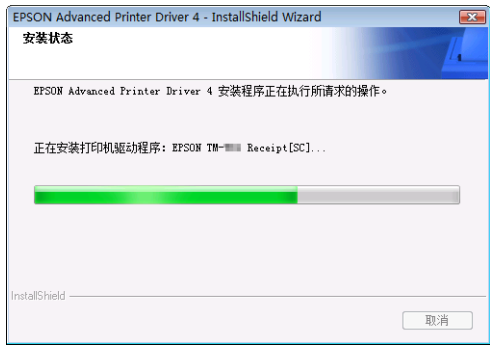 EPSON Advanced Printer Driver 4 - InstallShield Wizard
安装状态
EPSON Advanced Printer Driver 4 安装程序正在执行所请求的操作。
正在安装打印机驱动程序: EPSON TM- Receipt[SC]...
InstallShield
取消